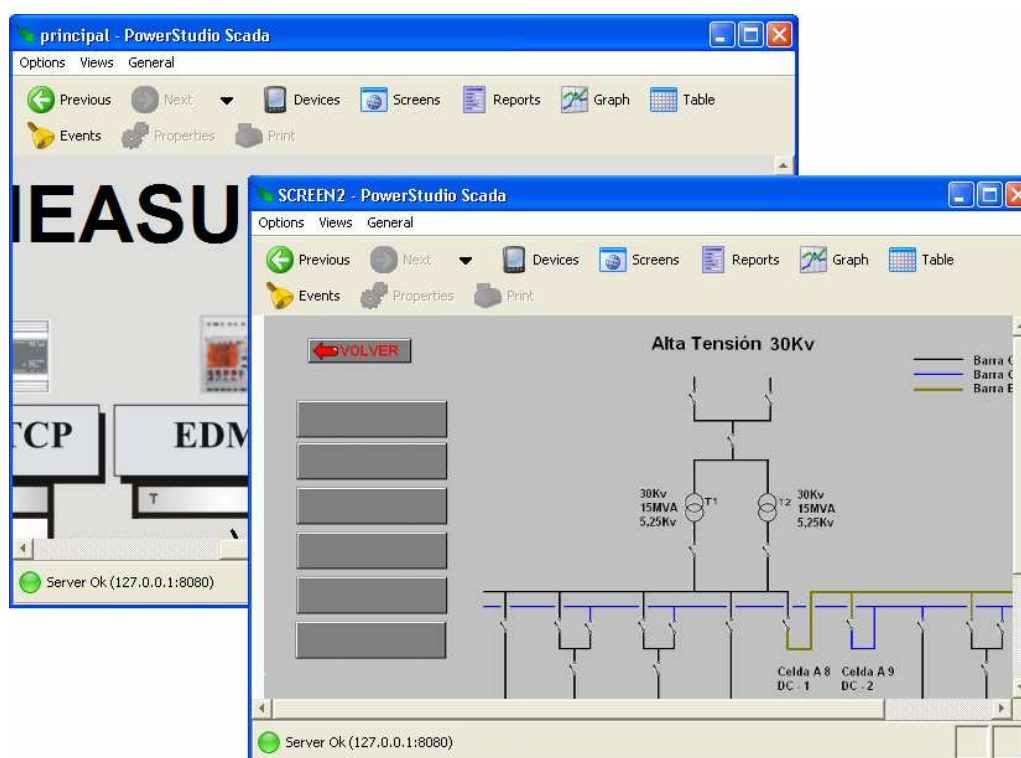 principal - PowerStudio Scada
Options Views General
Previous Next Devices Screens Reports Graph Table
Events Properties Print
IEASU
TCP EDM
T
Server Ok (127.0.0.1:8080)
SCREEN2 - PowerStudio Scada
Options Views General
Previous Next Devices Screens Reports Graph Table
Events Properties Print
VOLVER
Alta Tensión 30Kv
Barra
Barra
Barra
30Kv
15MVA
5,25Kv
T1
T2
30Kv
15MVA
5,25Kv
Celda A 8 Celda A 9
DC - 1 DC - 2
Server Ok (127.0.0.1:8080)